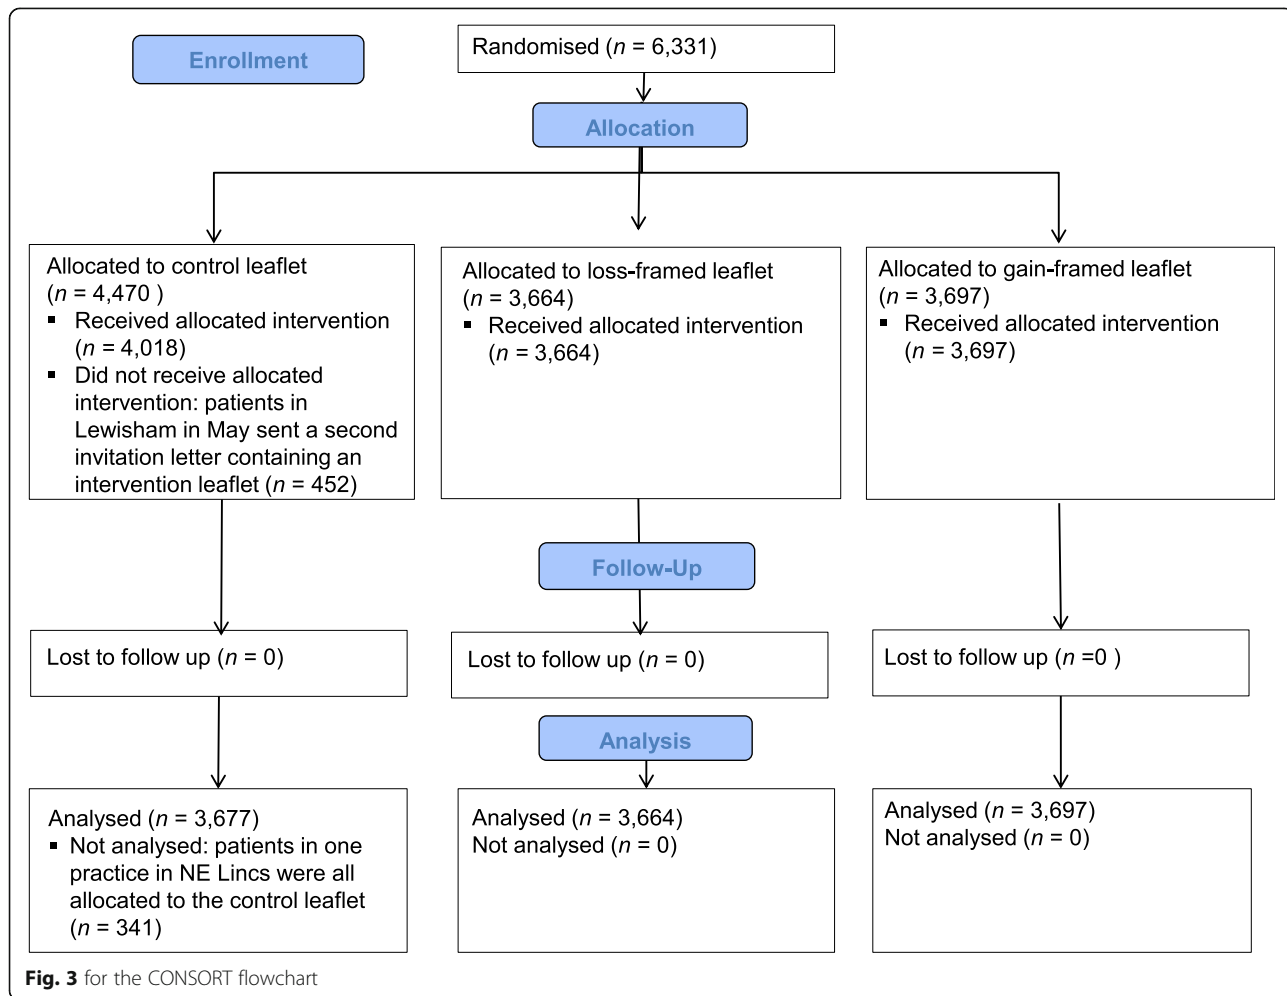 Enrollment
Randomised (n = 6,331)
Allocation
Allocated to control leaflet
(n = 4,470 )
▪ Received allocated intervention
(n = 4,018)
▪ Did not receive allocated
intervention: patients in
Lewisham in May sent a second
invitation letter containing an
intervention leaflet (n = 452)
Allocated to loss-framed leaflet
(n = 3,664)
▪ Received allocated intervention
(n = 3,664)
Allocated to gain-framed leaflet
(n = 3,697)
▪ Received allocated intervention
(n = 3,697)
Follow-Up
Lost to follow up (n = 0)
Lost to follow up (n = 0)
Lost to follow up (n =0 )
Analysis
Analysed (n = 3,677)
▪ Not analysed: patients in one
practice in NE Lincs were all
allocated to the control leaflet
(n = 341)
Analysed (n = 3,664)
Not analysed (n = 0)
Analysed (n = 3,697)
Not analysed (n = 0)
Fig. 3 for the CONSORT flowchart